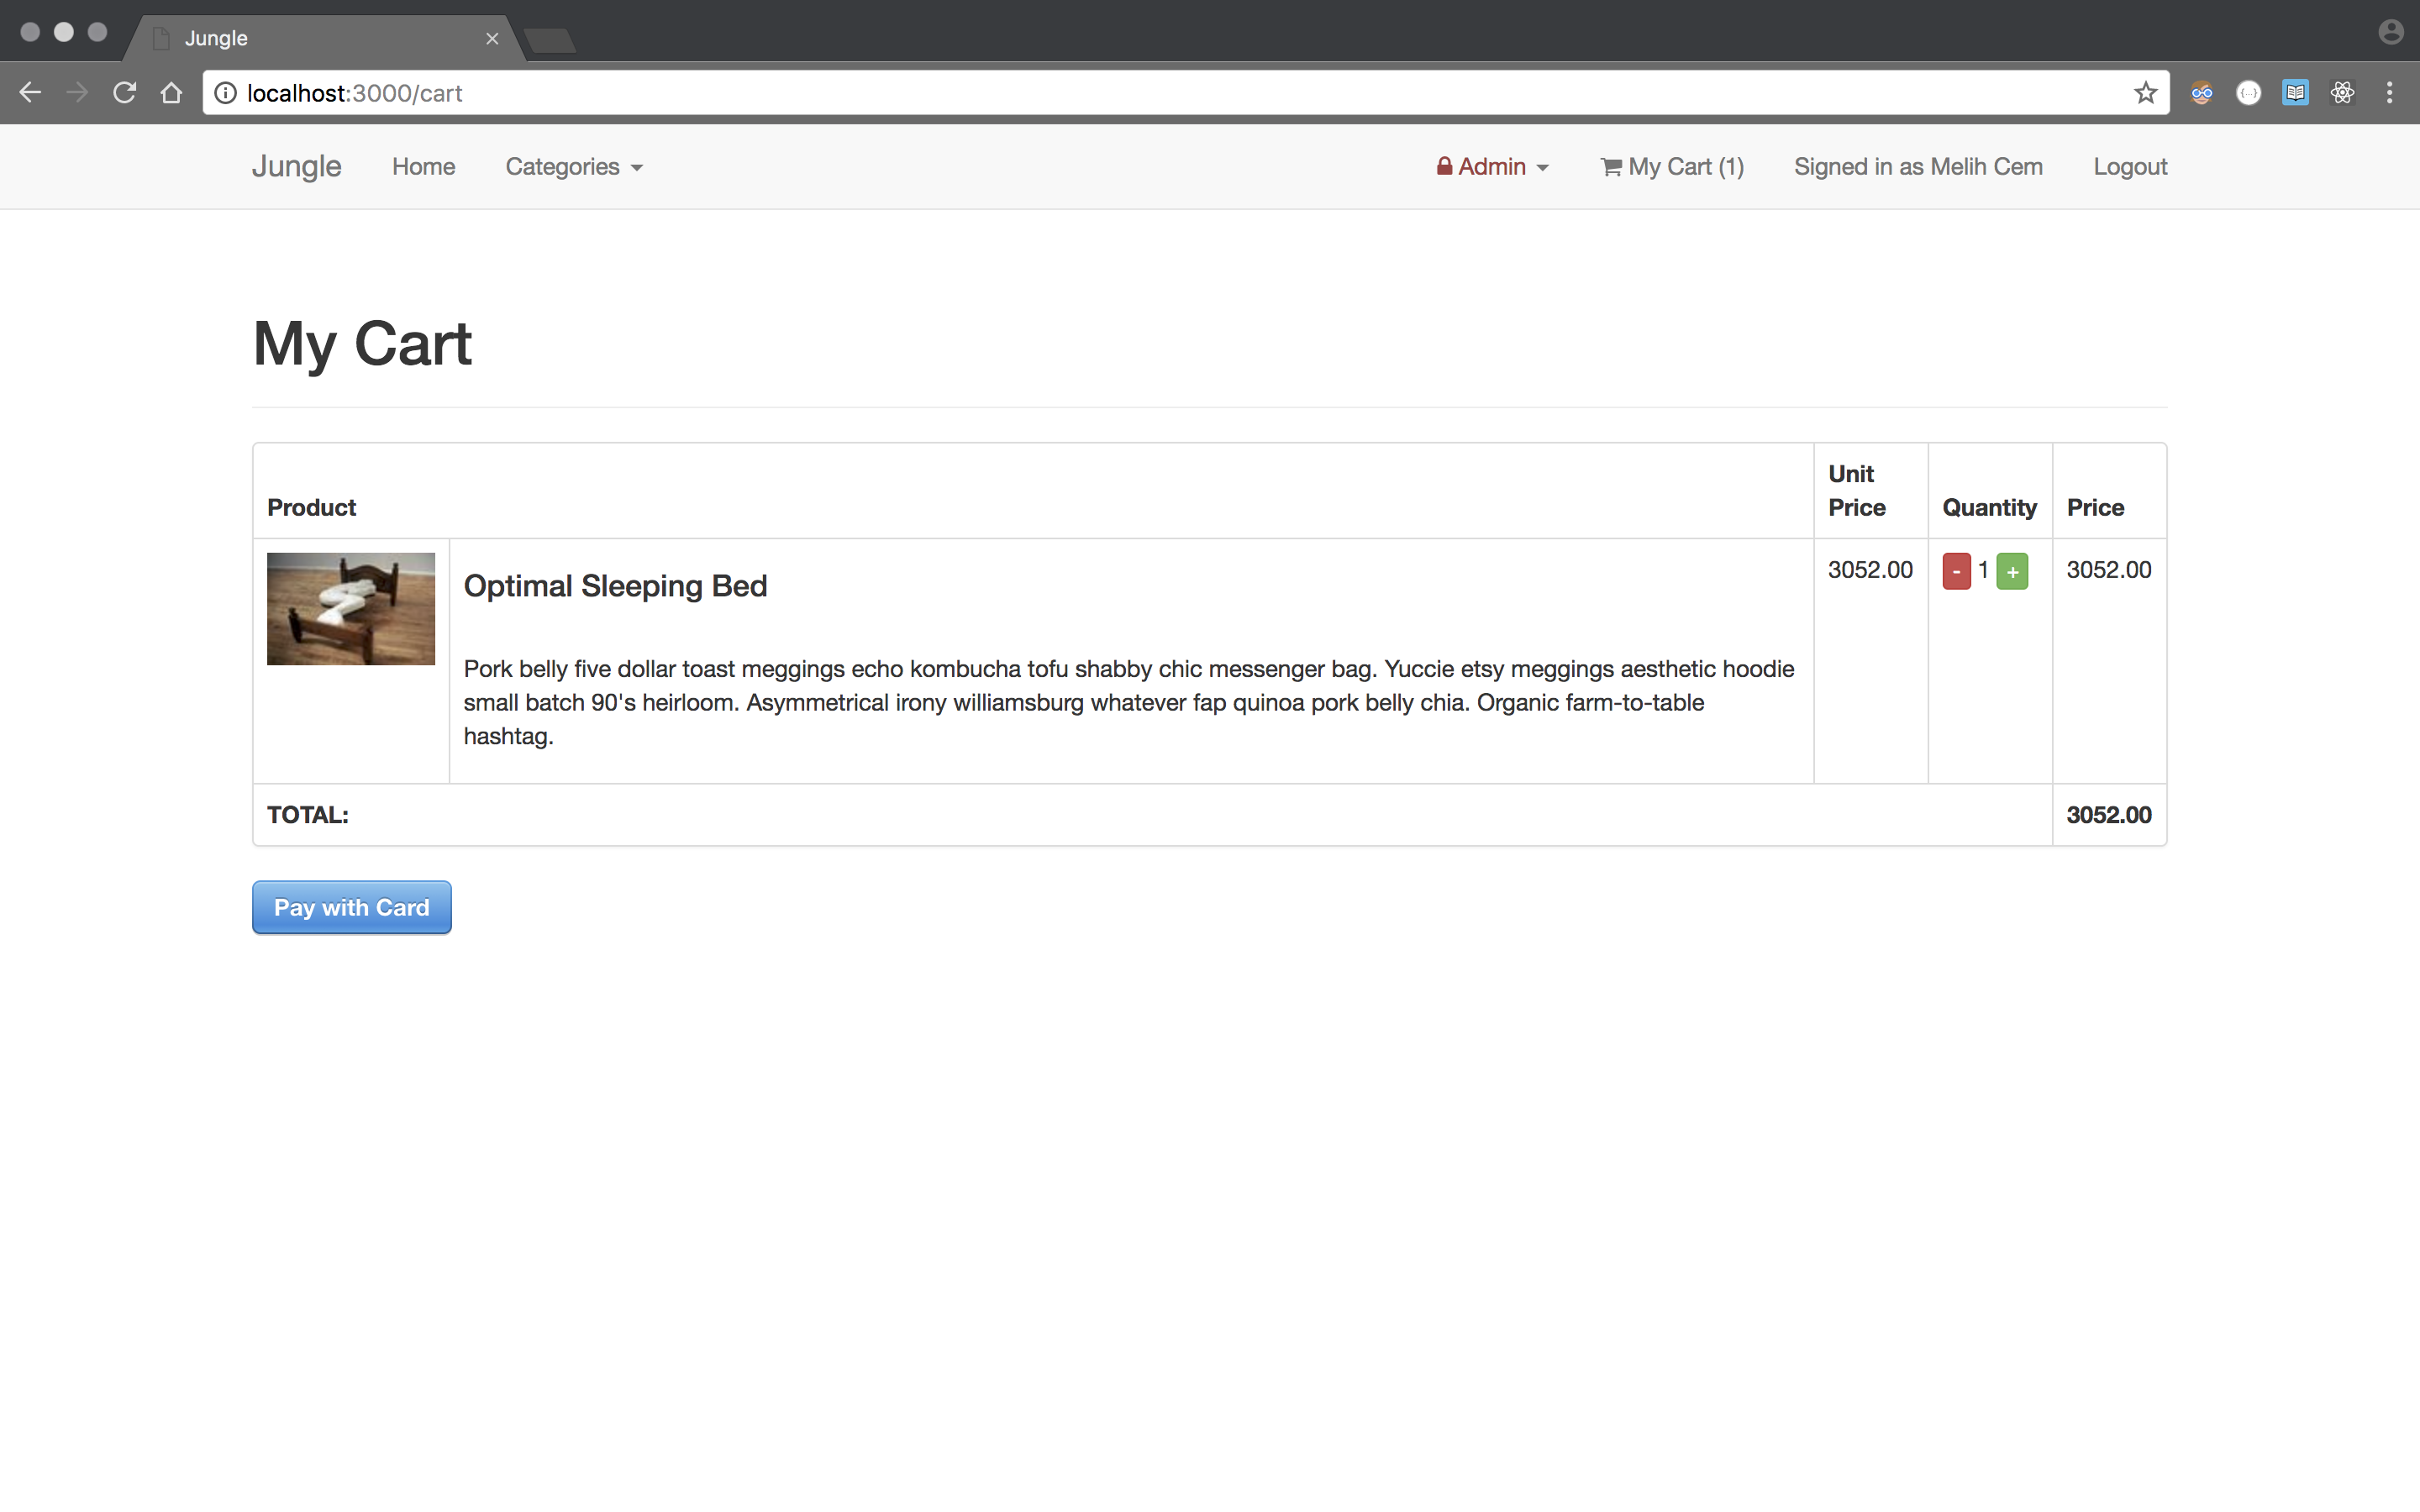 Jungle
localhost:3000/cart
Jungle Home Categories Admin My Cart (1) Signed in as Melih Cem Logout
My Cart
Product Unit Price Quantity Price
Optimal Sleeping Bed 3052.00 - 1 + 3052.00
Pork belly five dollar toast meggings echo kombucha tofu shabby chic messenger bag. Yuccie etsy meggings aesthetic hoodie
small batch 90's heirloom. Asymmetrical irony williamsburg whatever fap quinoa pork belly chia. Organic farm-to-table
hashtag.
TOTAL: 3052.00
Pay with Card